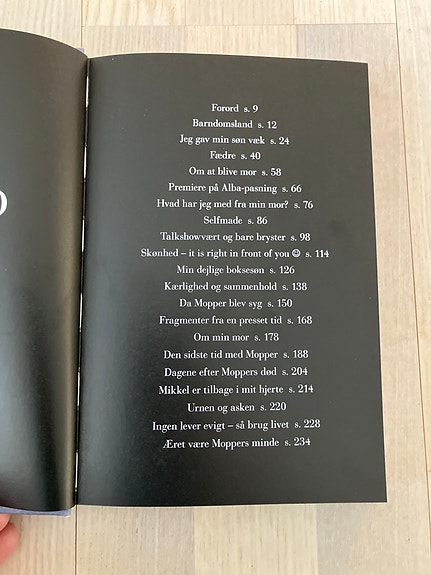 Forord s. 9
Barndomsland s. 12
Jeg gav min søn væk s. 24
Fædre s. 40
Om at blive mor s. 58
Premiere på Alba-pasning s. 66
Hvad har jeg med fra min mor? s. 76
Selfmade s. 86
Talkshowvært og bare bryster s. 98
Skønhed – it is right in front of you ☺ s. 114
Min dejlige boksesøn s. 126
Kærlighed og sammenhold s. 138
Da Mopper blev syg s. 150
Fragmenter fra en presset tid s. 168
Om min mor s. 178
Den sidste tid med Mopper s. 188
Dagene efter Moppers død s. 204
Mikkel er tilbage i mit hjerte s. 214
Urnen og asken s. 220
Ingen lever evigt – så brug livet s. 228
Æret være Moppers minde s. 234